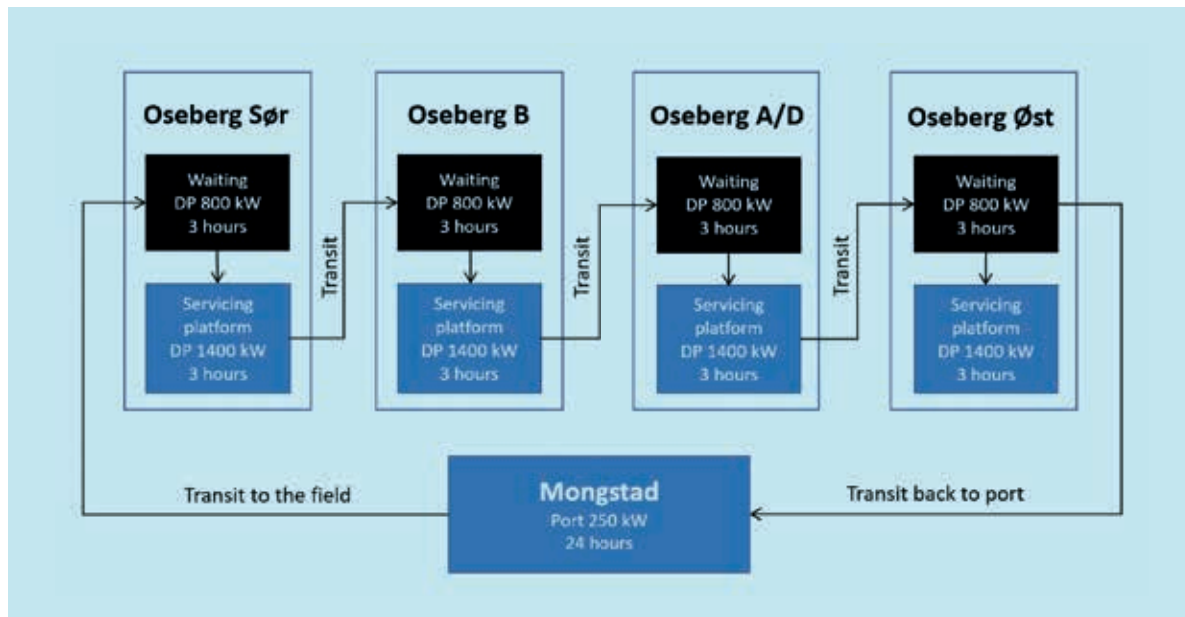 Oseberg Sør
Waiting
DP 800 kW
3 hours
Servicing
platform
DP 1400 kW
3 hours
Transit
Oseberg B
Waiting
DP 800 kW
3 hours
Servicing
platform
DP 1400 kW
3 hours
Transit
Oseberg A/D
Waiting
DP 800 kW
3 hours
Servicing
platform
DP 1400 kW
3 hours
Transit
Oseberg Øst
Waiting
DP 800 kW
3 hours
Servicing
platform
DP 1400 kW
3 hours
Transit to the field
Mongstad
Port 250 kW
24 hours
Transit back to port